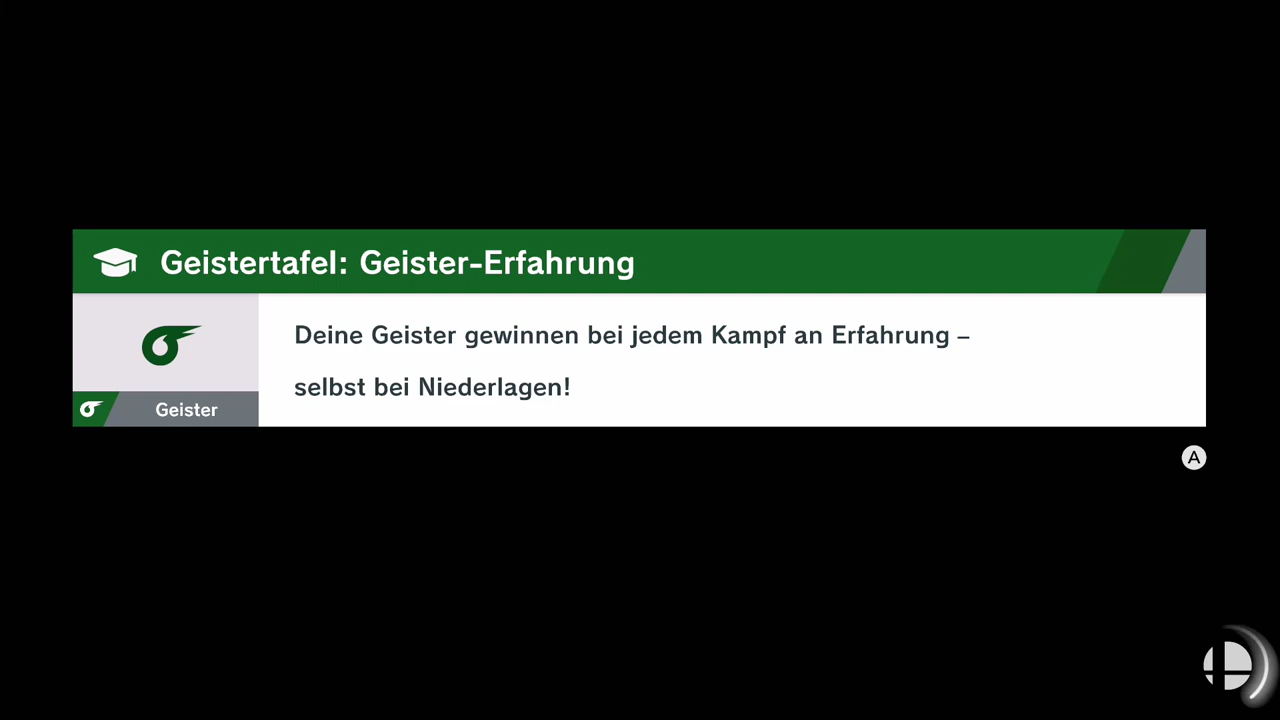 Geistertafel: Geister-Erfahrung
Deine Geister gewinnen bei jedem Kampf an Erfahrung –
selbst bei Niederlagen!
Geister
A